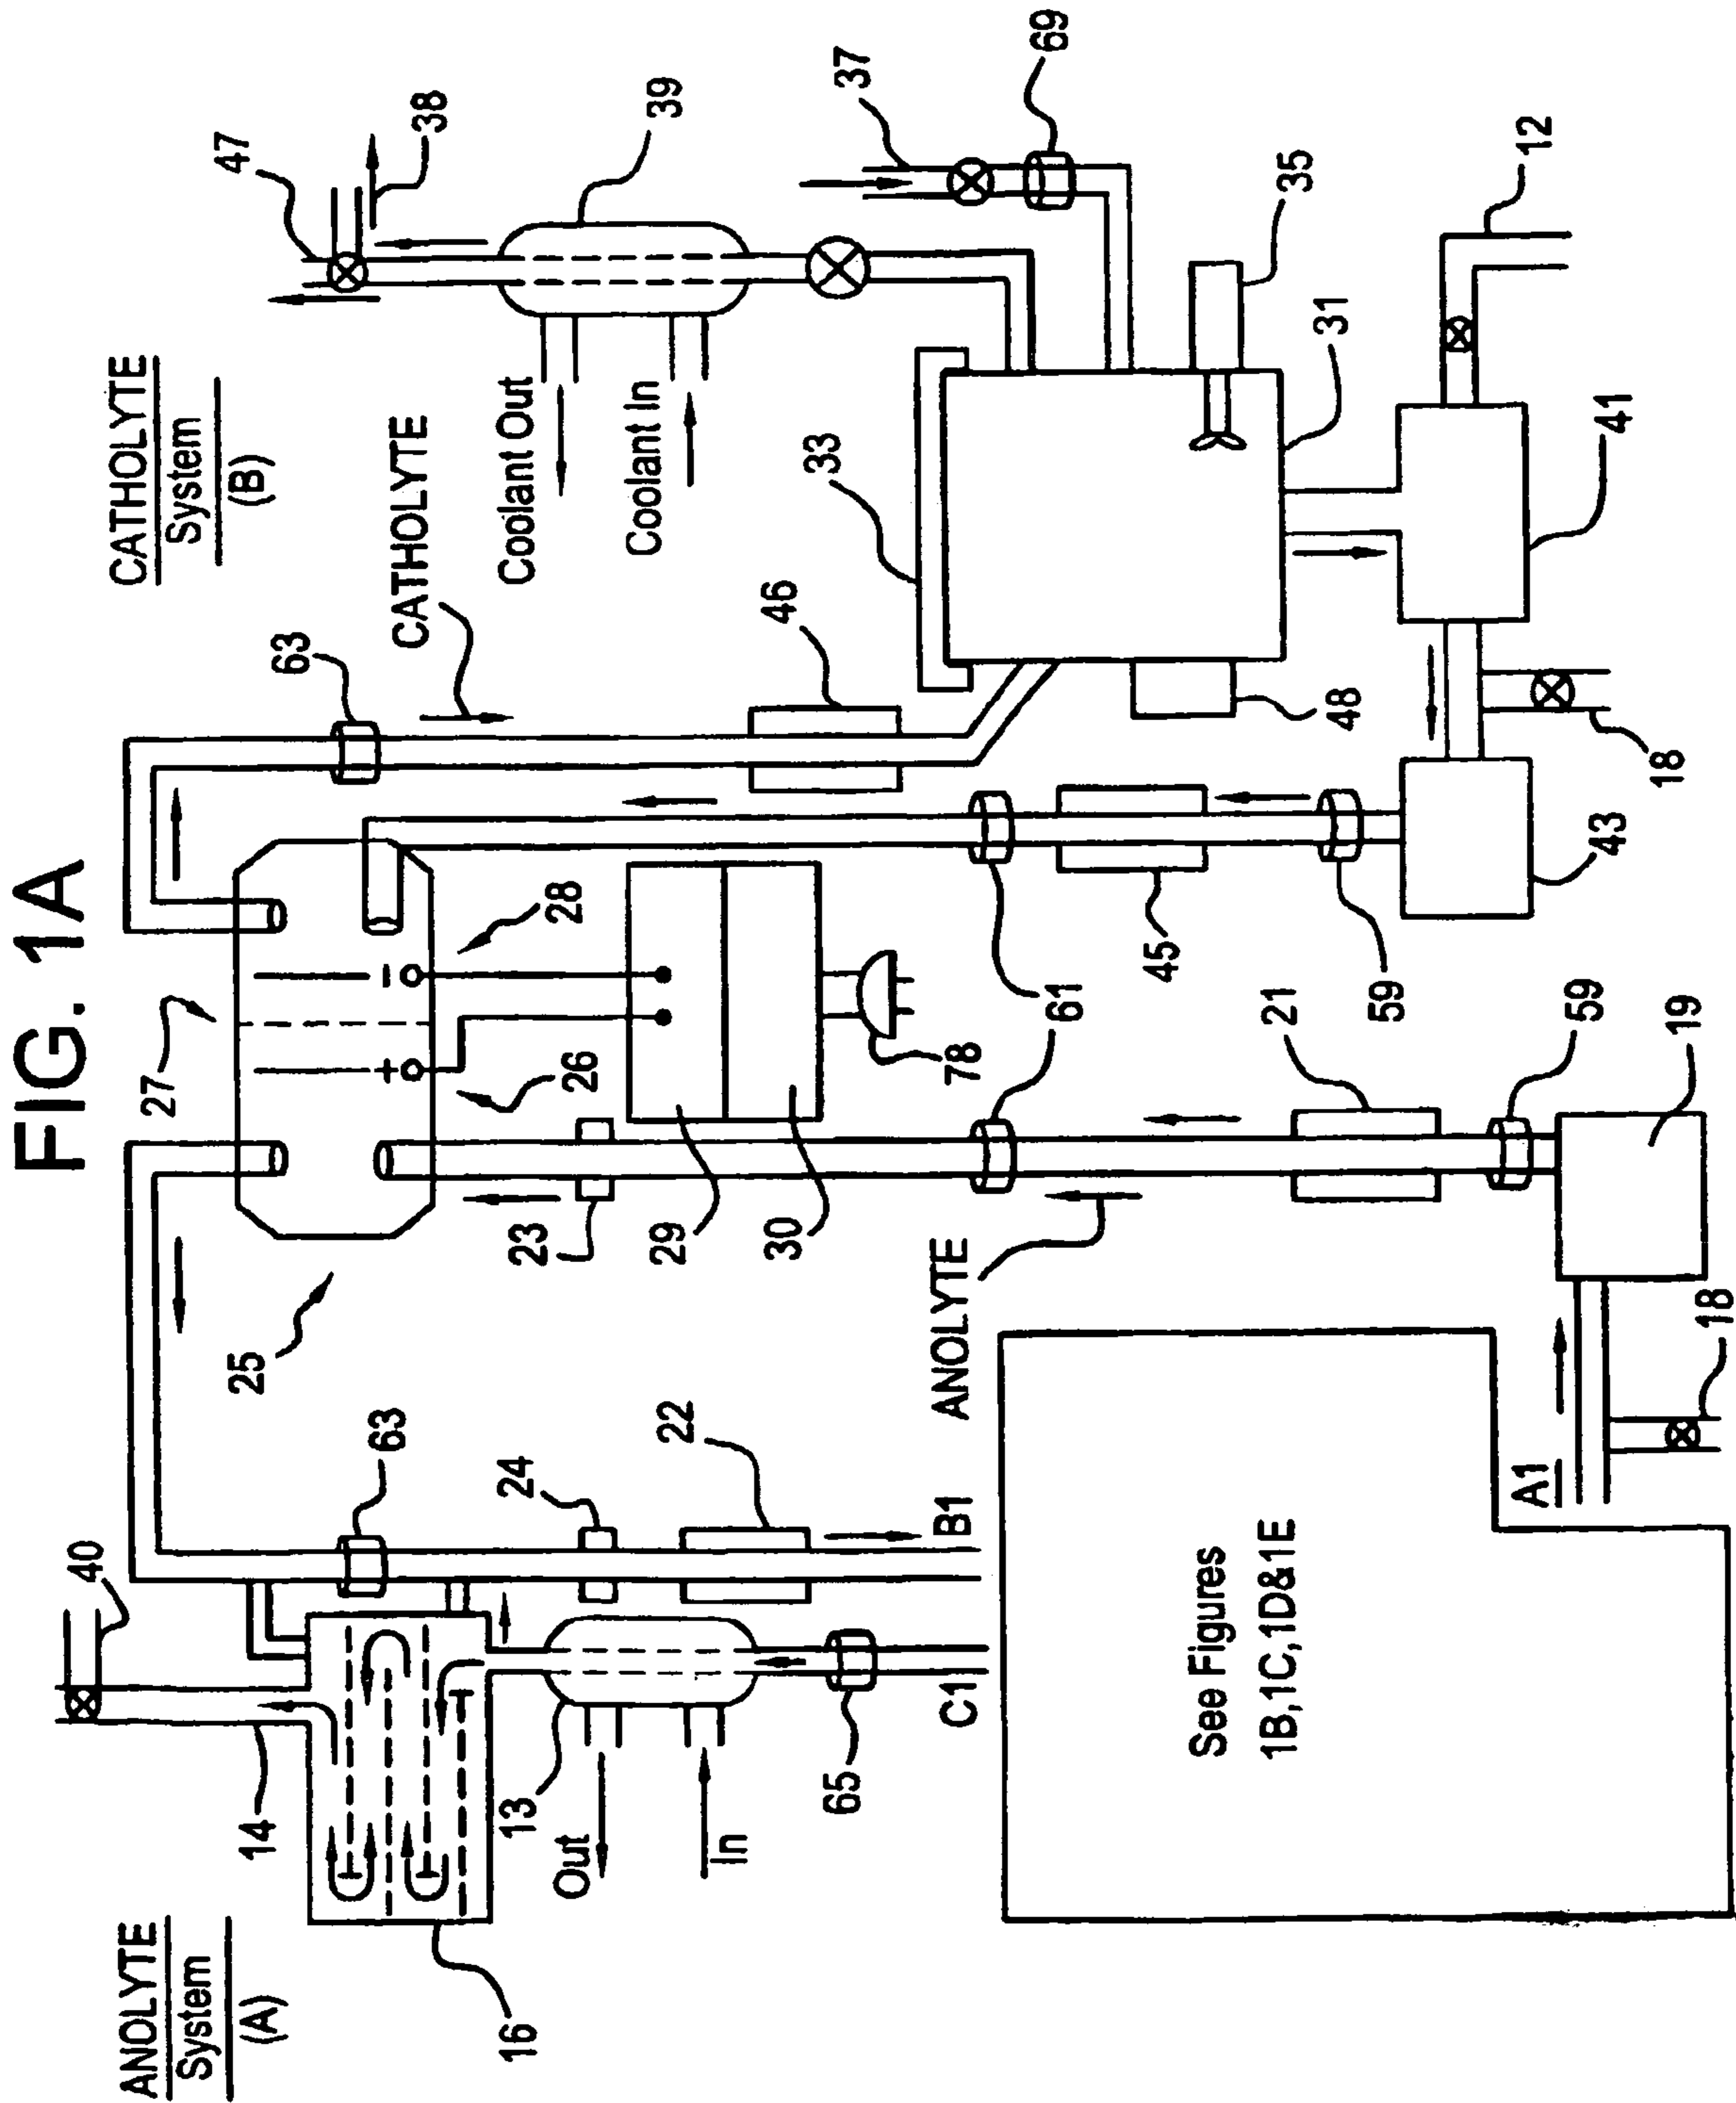 FIG. 1A
ANOLYTE
System
(A)
CATHOLYTE
System
(B)
40
14
16
63
24
22
13
Out
In
65
C1
B1
25
27
26
28
23
29
30
78
63
CATHOLYTE
46
47
38
39
Coolant Out
Coolant In
37
69
33
35
31
48
12
41
18
43
45
61
59
21
59
19
ANOLYTE
A1
18
See Figures
1B,1C,1D&1E